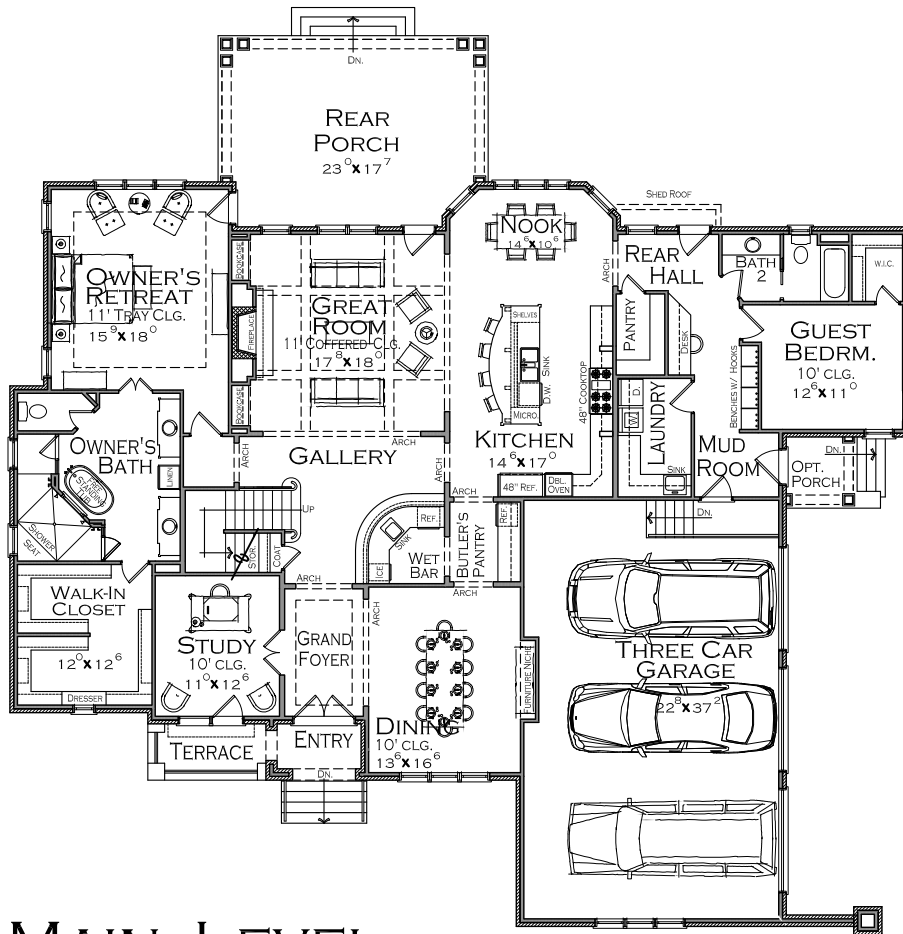 DN.
REAR
PORCH
23⁰x17⁷
SHED ROOF
NOOK
14⁶x10⁶
ARCH
REAR
HALL
BATH
2
W.I.C.
OWNER'S
RETREAT
11' TRAY CLG.
15⁹x18⁰
BOOKCASE
FIREPLACE
BOOKCASE
GREAT
ROOM
11' COFFERED CLG.
17⁸x18⁰
SHELVES
SINK
D.W.
MICRO.
48" COOKTOP
PANTRY
DESK
BENCHES W/ HOOKS
GUEST
BEDRM.
10' CLG.
12⁶x11⁰
D.
W
LAUNDRY
SINK
MUD
ROOM
OPT.
PORCH
DN.
OWNER'S
BATH
LINEN
FREE
STANDING
TUB
SHOWER
SEAT
ARCH
ARCH
GALLERY
ARCH
KITCHEN
14⁶x17⁰
48" REF.
DBL.
OVEN
ARCH
UP
STOR.
COAT
REF.
SINK
ICE
WET
BAR
BUTLER'S
PANTRY
REF.
ARCH
DN.
WALK-IN
CLOSET
12⁰x12⁶
DRESSER
STUDY
10' CLG.
11⁰x12⁶
ARCH
ARCH
GRAND
FOYER
DINING
10' CLG.
13⁶x16⁶
FURNITURE NICHE
THREE CAR
GARAGE
22⁸x37²
TERRACE
ENTRY
DN.
MAIN LEVEL